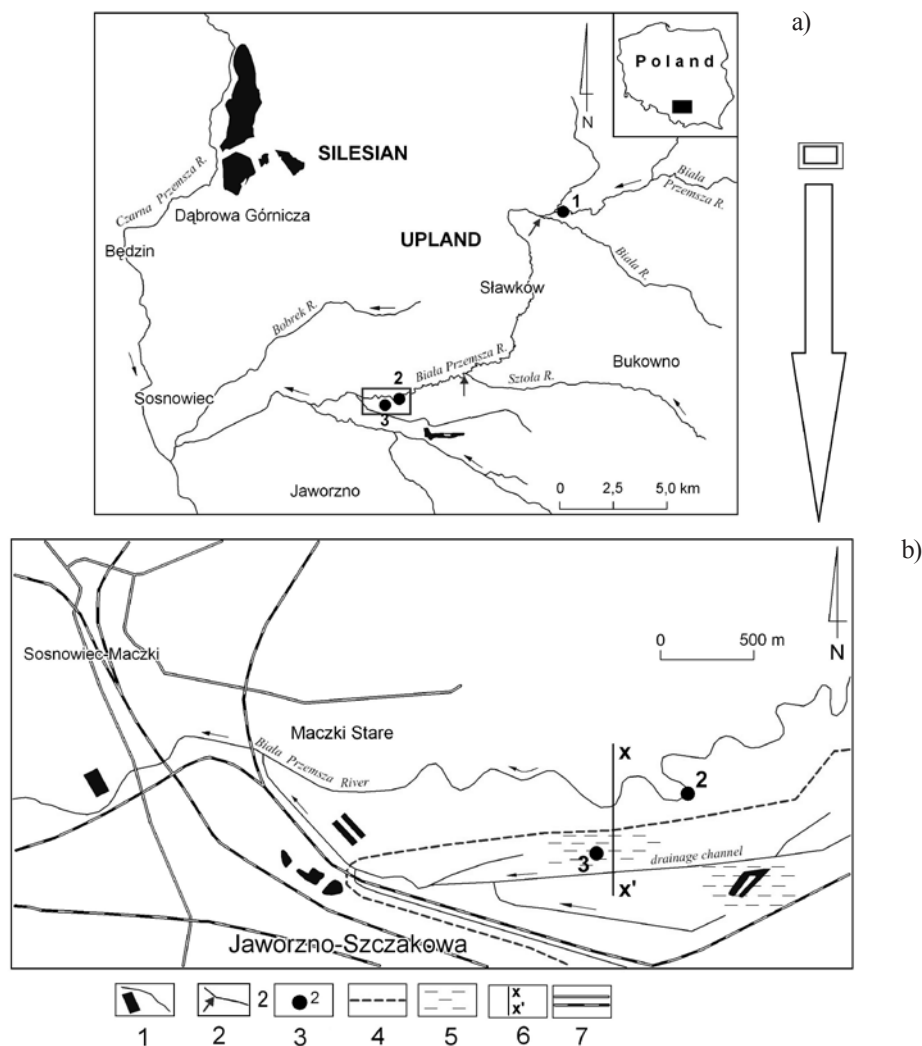 a)
Poland
N
SILESIAN
Czarna Przemsza R.
Dąbrowa Górnicza
Będzin
Biała
Przemsza R.
1
UPLAND
Biała R.
Sławków
Bobrek R.
Biała Przemsza R.
Bukowno
Sztoła R.
2
Sosnowiec
3
Jaworzno
0 2,5 5,0 km
b)
0 500 m
N
Sosnowiec-Maczki
Maczki Stare
Biała Przemsza
River
x
2
3
drainage channel
x'
Jaworzno-Szczakowa
2 2 x
x'
1 2 3 4 5 6 7